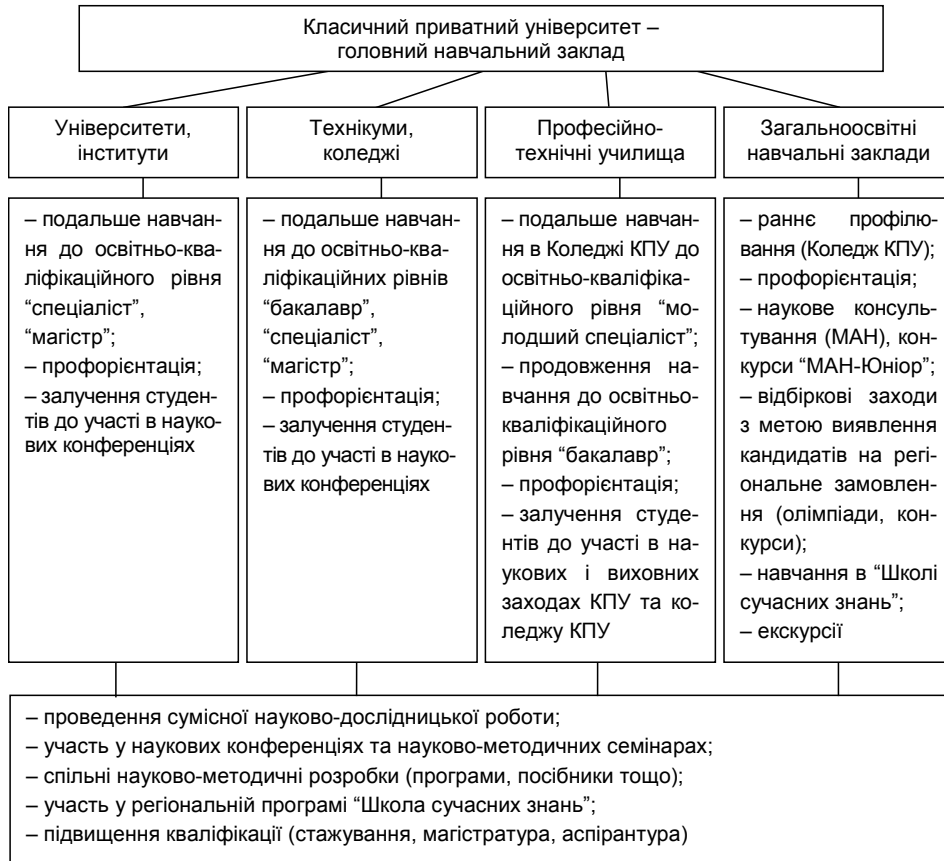 Класичний приватний університет –
головний навчальний заклад
Університети,
інститути
Технікуми,
коледжі
Професійно-
технічні училища
Загальноосвітні
навчальні заклади
– подальше навчан-
ня до освітньо-ква-
ліфікаційного рівня
“спеціаліст”,
“магістр”;
– профорієнтація;
– залучення студен-
тів до участі в науко-
вих конференціях
– подальше навчан-
ня до освітньо-ква-
ліфікаційних рівнів
“бакалавр”,
“спеціаліст”,
“магістр”;
– профорієнтація;
– залучення студен-
тів до участі в науко-
вих конференціях
– подальше навчання
в Коледжі КПУ до
освітньо-кваліфіка-
ційного рівня “мо-
лодший спеціаліст”;
– продовження на-
вчання до освітньо-
кваліфікаційного
рівня “бакалавр”;
– профорієнтація;
– залучення студе-
нтів до участі в на-
укових і виховних
заходах КПУ та ко-
леджу КПУ
– раннє профілю-
вання (Коледж КПУ);
– профорієнтація;
– наукове консуль-
тування (МАН), кон-
курси “МАН-Юніор”;
– відбіркові заходи
з метою виявлення
кандидатів на регі-
ональне замовлен-
ня (олімпіади, кон-
курси);
– навчання в “Школі
сучасних знань”;
– екскурсії
– проведення сумісної науково-дослідницької роботи;
– участь у наукових конференціях та науково-методичних семінарах;
– спільні науково-методичні розробки (програми, посібники тощо);
– участь у регіональній програмі “Школа сучасних знань”;
– підвищення кваліфікації (стажування, магістратура, аспірантура)